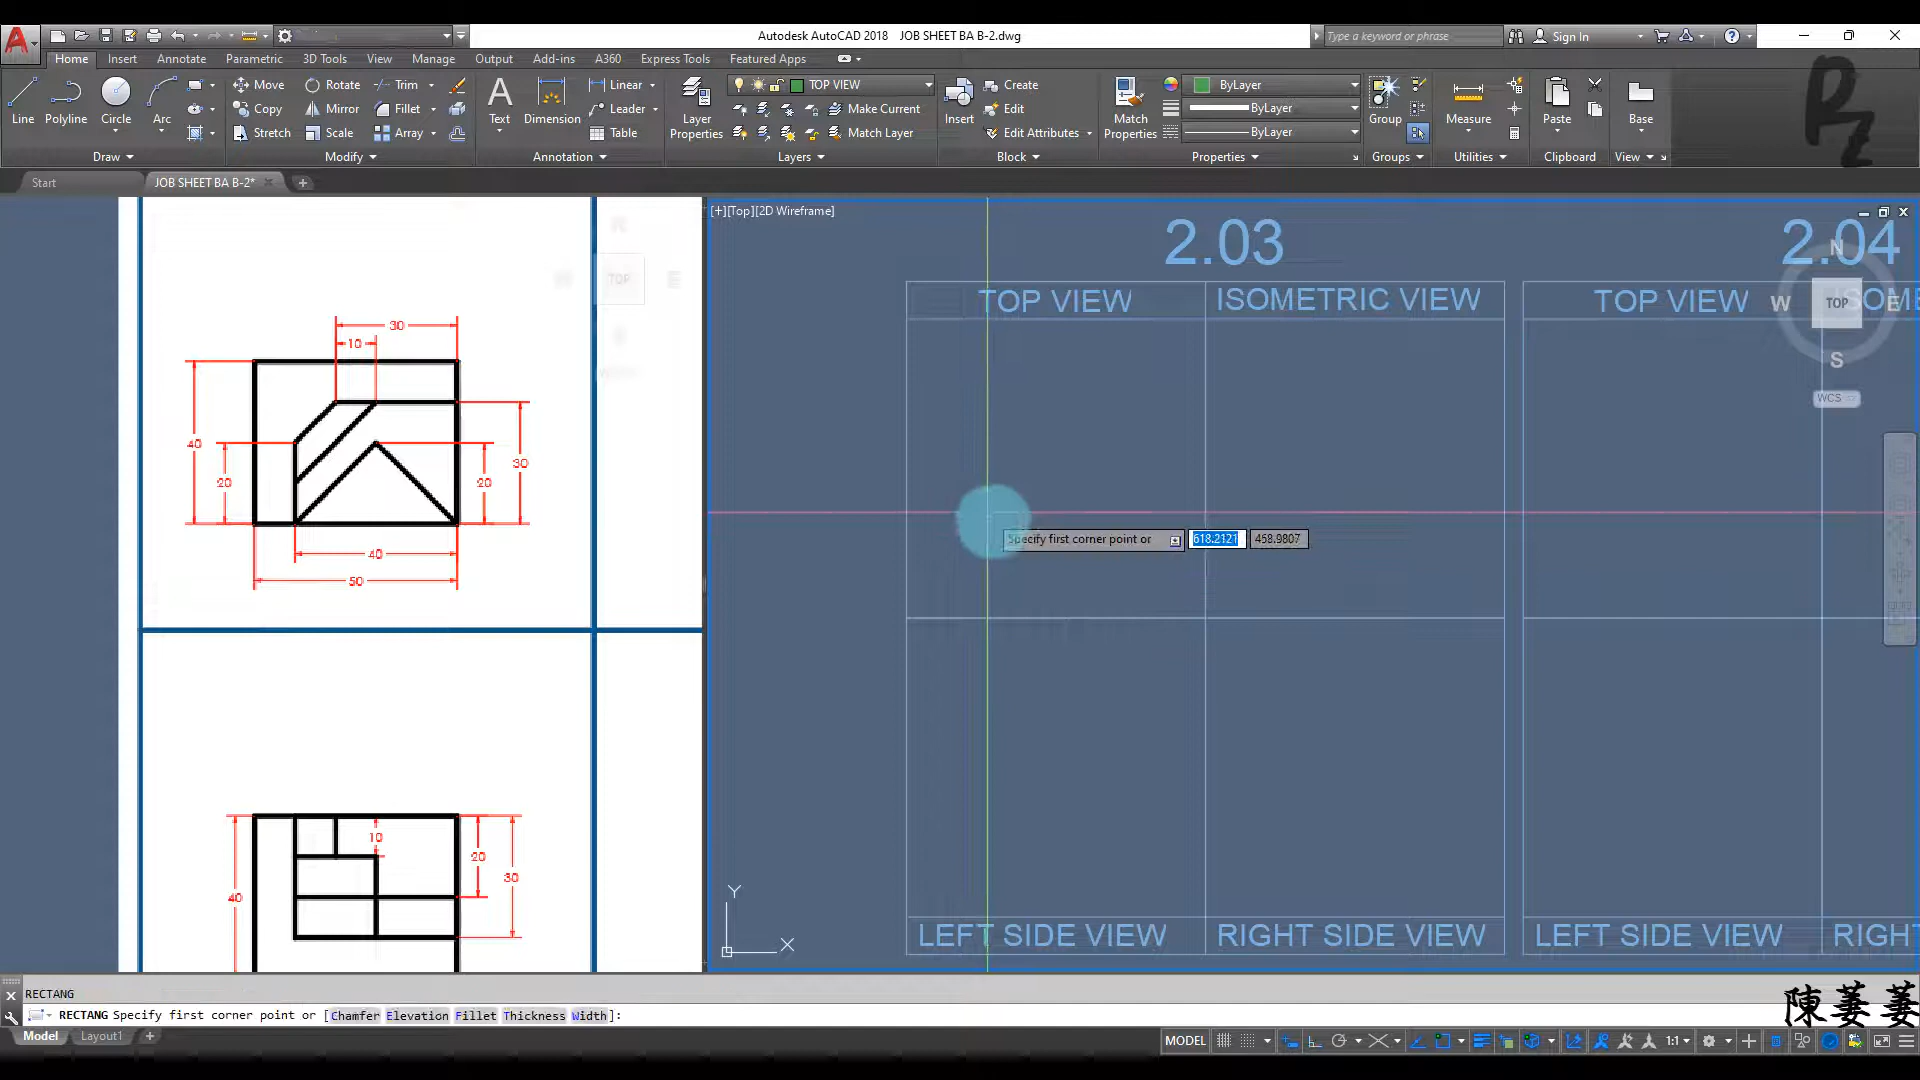 Autodesk AutoCAD 2018 JOB SHEET BA B-2.dwg
Type a keyword or phrase
Sign In
Home Insert Annotate Parametric 3D Tools View Manage Output Add-ins A360 Express Tools Featured Apps
Line Polyline Circle Arc
Move Rotate Trim
Copy Mirror Fillet
Stretch Scale Array
Text Dimension
Linear
Leader
Table
Layer Properties
TOP VIEW
Make Current
Match Layer
Insert
Create
Edit
Edit Attributes
Match Properties
ByLayer
ByLayer
ByLayer
Group Measure Paste Base
Draw Modify Annotation Layers Block Properties Groups Utilities Clipboard View
Start JOB SHEET BA B-2*
[+][Top][2D Wireframe]
2.03 2.04
TOP VIEW ISOMETRIC VIEW TOP VIEW
N
W TOP E
S
WCS
TOP
30
10
40
20
20
30
40
50
Specify first corner point or 618.2121 458.9807
10
20
30
40
Y
X
LEFT SIDE VIEW RIGHT SIDE VIEW LEFT SIDE VIEW RIGH
RECTANG
RECTANG Specify first corner point or [Chamfer Elevation Fillet Thickness Width]:
陳萋萋
Model Layout1
MODEL 1:1